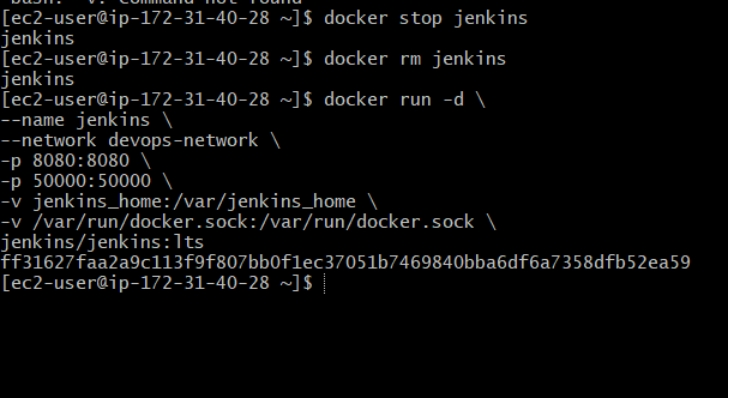 bash: -v: command not found
[ec2-user@ip-172-31-40-28 ~]$ docker stop jenkins
jenkins
[ec2-user@ip-172-31-40-28 ~]$ docker rm jenkins
jenkins
[ec2-user@ip-172-31-40-28 ~]$ docker run -d \
--name jenkins \
--network devops-network \
-p 8080:8080 \
-p 50000:50000 \
-v jenkins_home:/var/jenkins_home \
-v /var/run/docker.sock:/var/run/docker.sock \
jenkins/jenkins:lts
ff31627faa2a9c113f9f807bb0f1ec37051b7469840bba6df6a7358dfb52ea59
[ec2-user@ip-172-31-40-28 ~]$